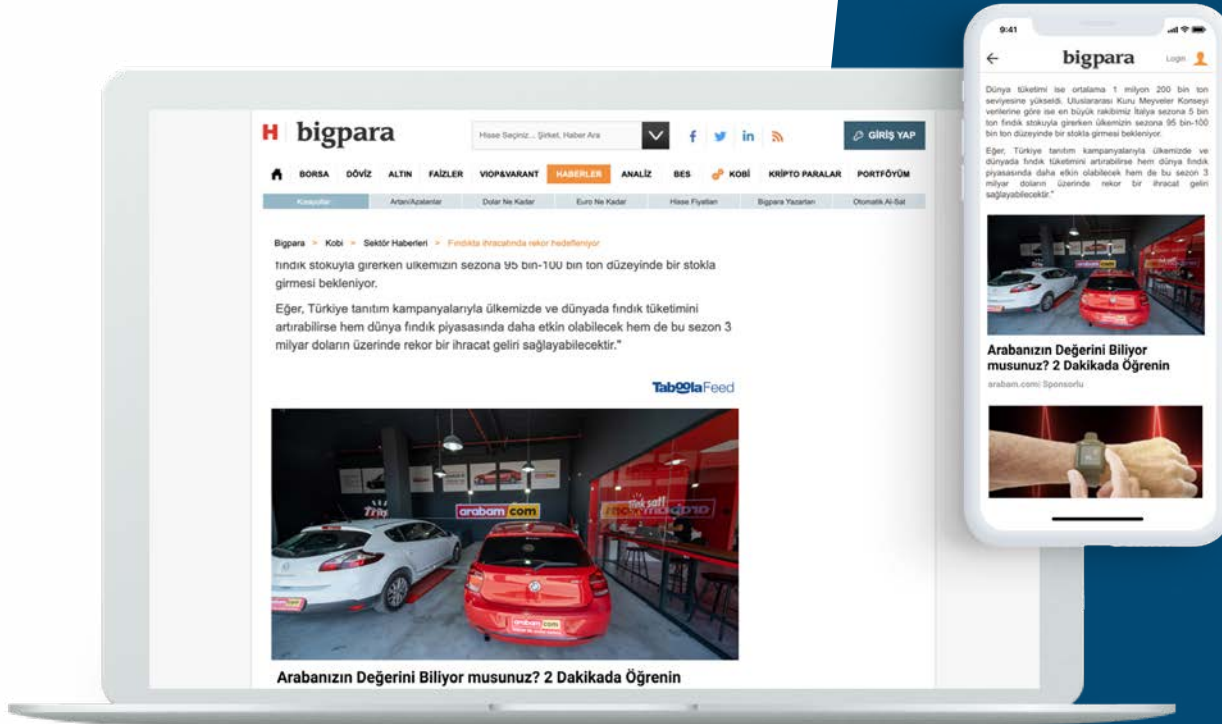 H bigpara
Hisse Seçiniz... Şirket, Haber Ara
GİRİŞ YAP
BORSA DÖVİZ ALTIN FAİZLER VIOP&VARANT HABERLER ANALİZ BES KOBİ KRİPTO PARALAR PORTFÖYÜM
Kısayollar Artan/Azalanlar Dolar Ne Kadar Euro Ne Kadar Hisse Fiyatları Bigpara Yazarları Otomatik Al-Sat
Bigpara > Kobi > Sektör Haberleri > Fındıkta ihracatında rekor hedefleniyor
fındık stokuyla girerken ülkemizin sezona 95 bin-100 bin ton düzeyinde bir stokla
girmesi bekleniyor.
Eğer, Türkiye tanıtım kampanyalarıyla ülkemizde ve dünyada fındık tüketimini
artırabilirse hem dünya fındık piyasasında daha etkin olabilecek hem de bu sezon 3
milyar doların üzerinde rekor bir ihracat geliri sağlayabilecektir."
Taboola Feed
arabam com
arabam com
Arabanızın Değerini Biliyor musunuz? 2 Dakikada Öğrenin
9:41
bigpara Login
Dünya tüketimi ise ortalama 1 milyon 200 bin ton
seviyesine yükseldi. Uluslararası Kuru Meyveler Konseyi
verilerine göre ise en büyük rakibimiz İtalya sezona 5 bin
ton fındık stokuyla girerken ülkemizin sezona 95 bin-100
bin ton düzeyinde bir stokla girmesi bekleniyor.
Eğer, Türkiye tanıtım kampanyalarıyla ülkemizde ve
dünyada fındık tüketimini artırabilirse hem dünya fındık
piyasasında daha etkin olabilecek hem de bu sezon 3
milyar doların üzerinde rekor bir ihracat geliri
sağlayabilecektir."
arabam com
Arabanızın Değerini Biliyor
musunuz? 2 Dakikada Öğrenin
arabam.com| Sponsorlu